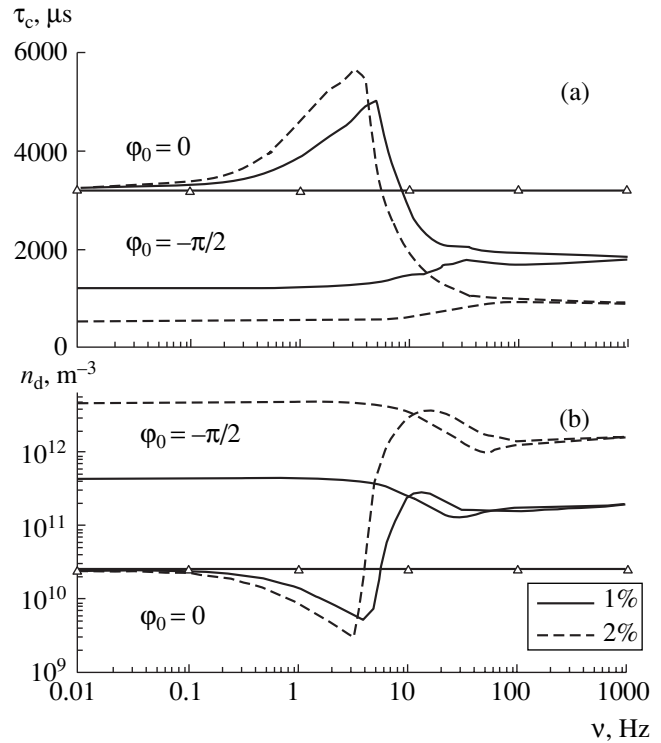 τc, μs
6000
(a)
φ0 = 0
4000
φ0 = −π/2
2000
0
nd, m−3
(b)
φ0 = −π/2
10^12
10^11
10^10
φ0 = 0
1%
2%
10^9
0.01 0.1 1 10 100 1000
ν, Hz